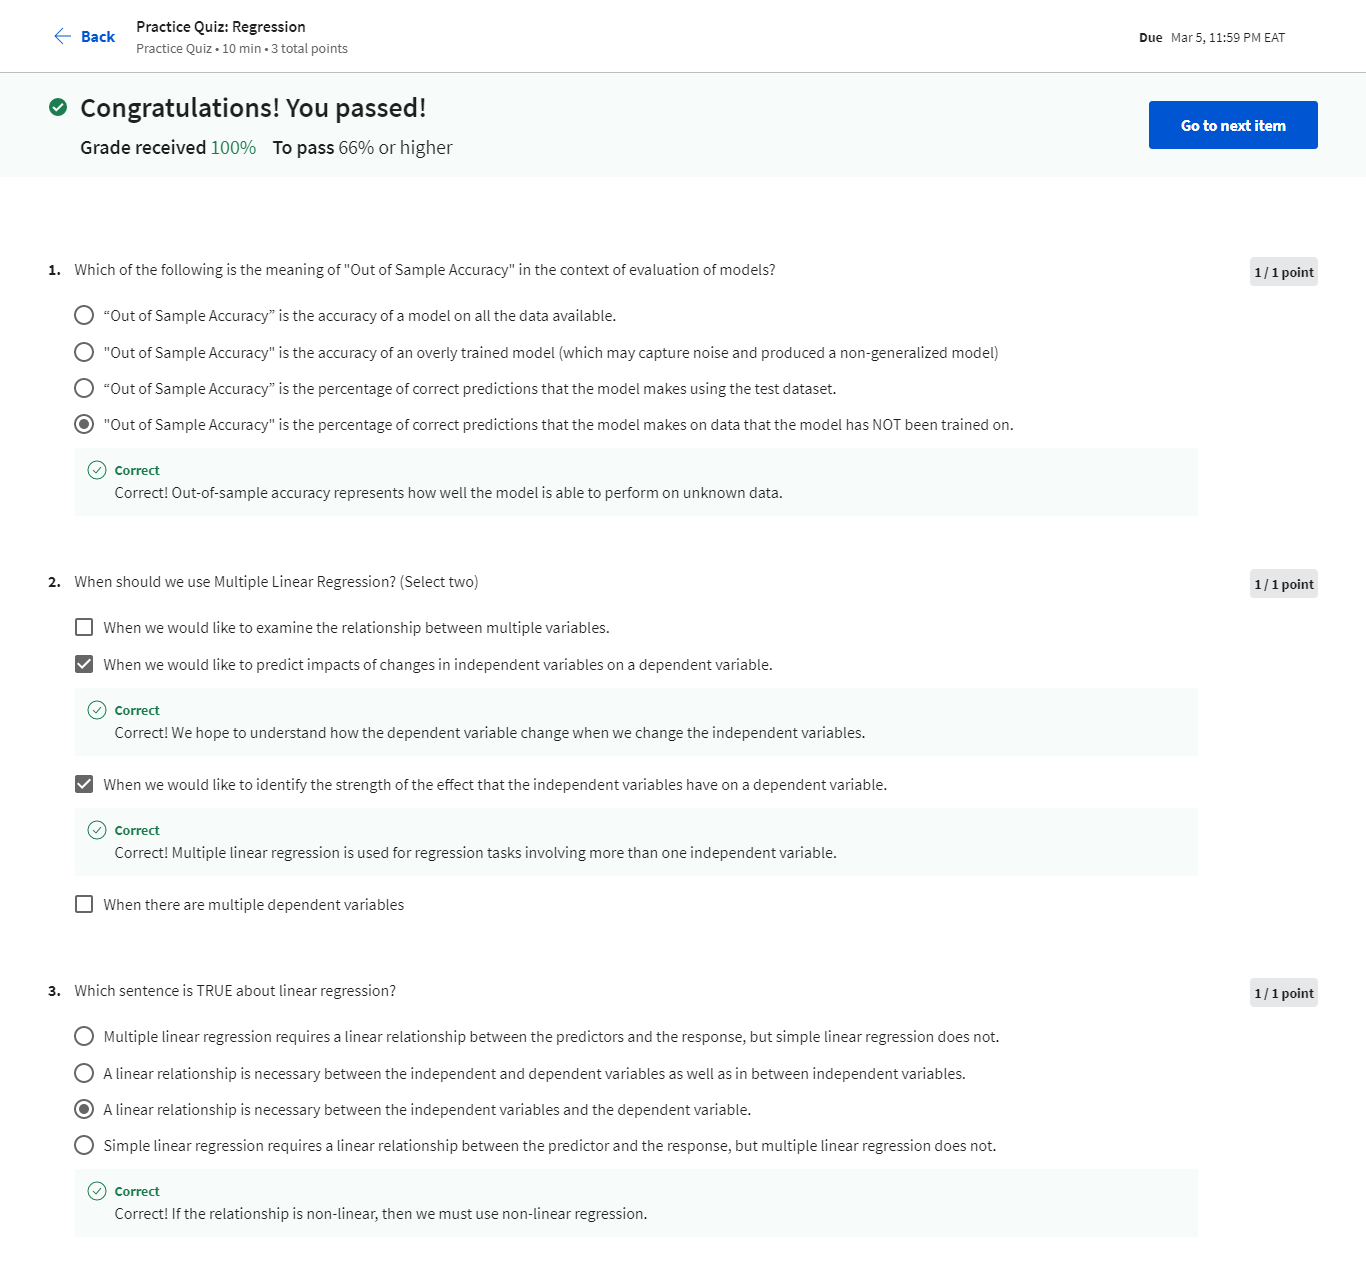 Back
Practice Quiz: Regression
Practice Quiz • 10 min • 3 total points
Due Mar 5, 11:59 PM EAT
Congratulations! You passed!
Grade received 100% To pass 66% or higher
Go to next item
1. Which of the following is the meaning of "Out of Sample Accuracy" in the context of evaluation of models?
1 / 1 point
“Out of Sample Accuracy” is the accuracy of a model on all the data available.
"Out of Sample Accuracy" is the accuracy of an overly trained model (which may capture noise and produced a non-generalized model)
“Out of Sample Accuracy” is the percentage of correct predictions that the model makes using the test dataset.
"Out of Sample Accuracy" is the percentage of correct predictions that the model makes on data that the model has NOT been trained on.
Correct
Correct! Out-of-sample accuracy represents how well the model is able to perform on unknown data.
2. When should we use Multiple Linear Regression? (Select two)
1 / 1 point
When we would like to examine the relationship between multiple variables.
When we would like to predict impacts of changes in independent variables on a dependent variable.
Correct
Correct! We hope to understand how the dependent variable change when we change the independent variables.
When we would like to identify the strength of the effect that the independent variables have on a dependent variable.
Correct
Correct! Multiple linear regression is used for regression tasks involving more than one independent variable.
When there are multiple dependent variables
3. Which sentence is TRUE about linear regression?
1 / 1 point
Multiple linear regression requires a linear relationship between the predictors and the response, but simple linear regression does not.
A linear relationship is necessary between the independent and dependent variables as well as in between independent variables.
A linear relationship is necessary between the independent variables and the dependent variable.
Simple linear regression requires a linear relationship between the predictor and the response, but multiple linear regression does not.
Correct
Correct! If the relationship is non-linear, then we must use non-linear regression.